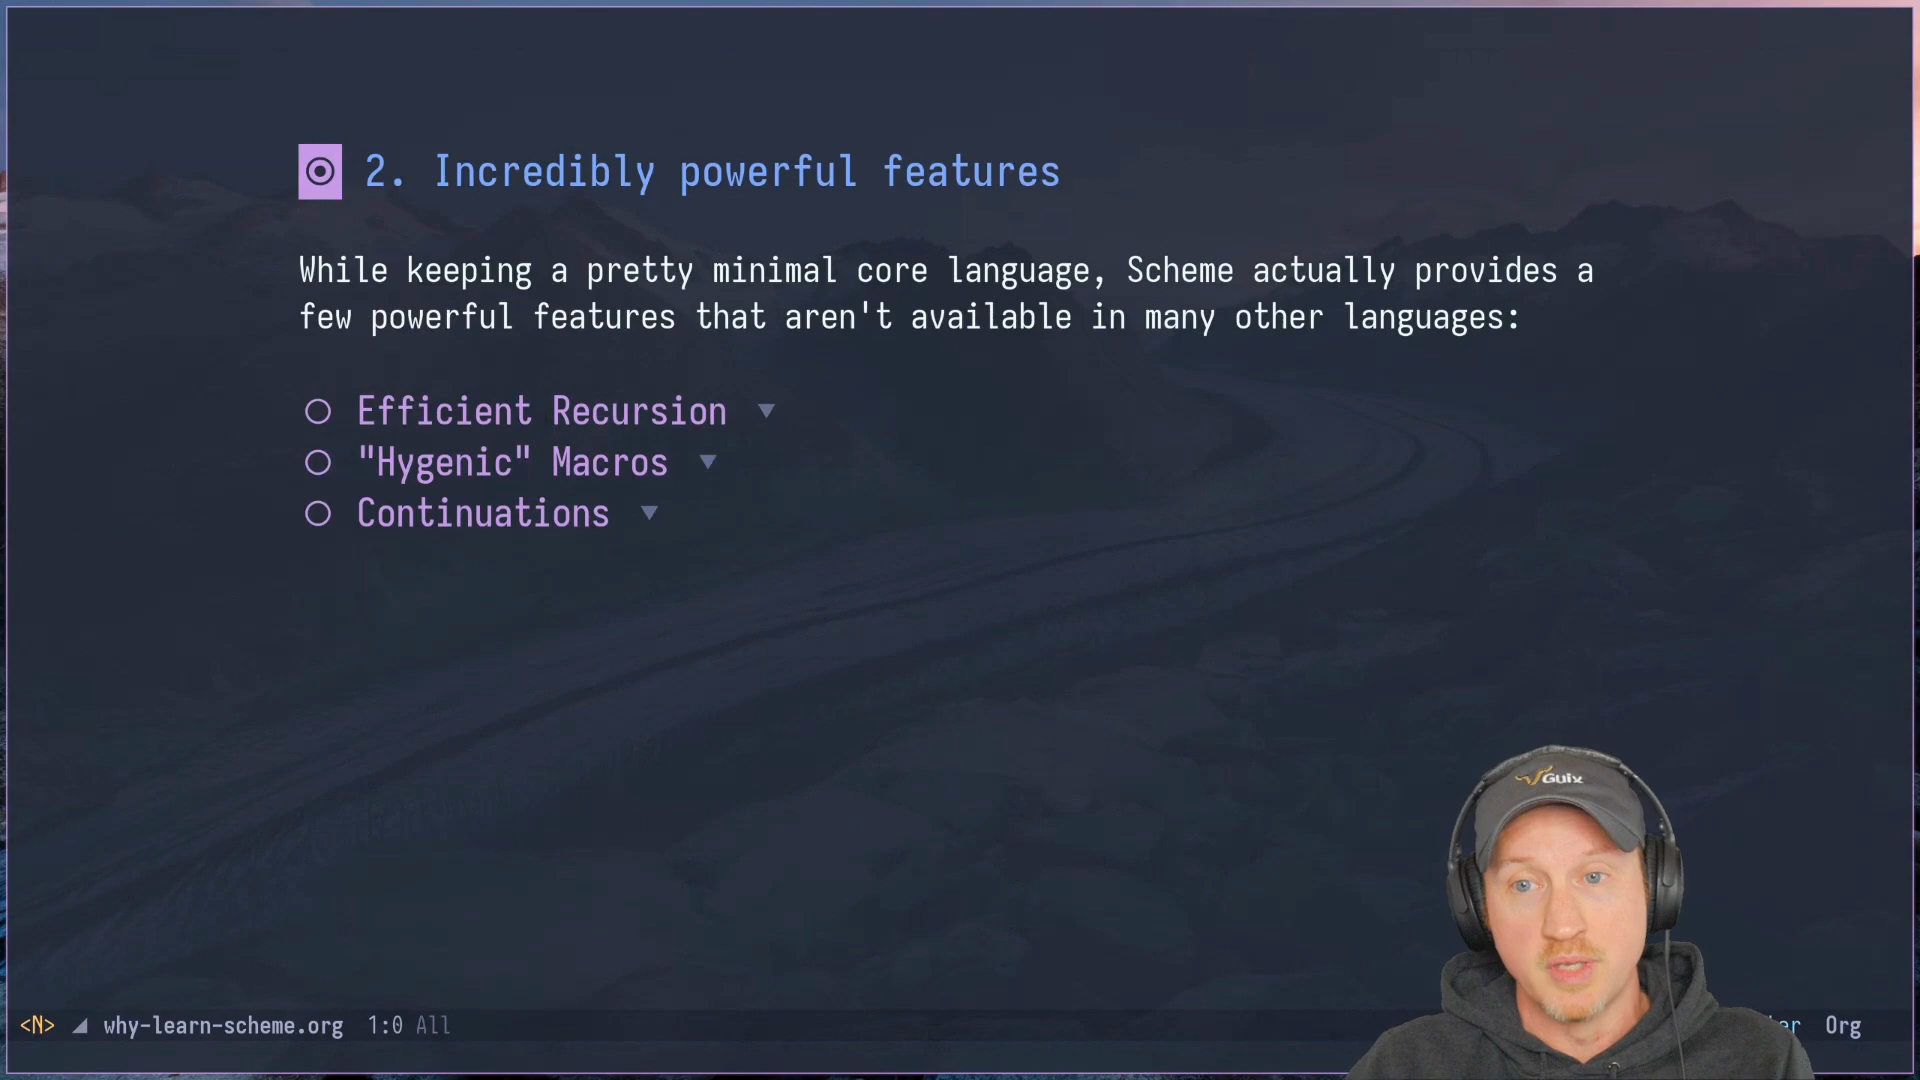 2. Incredibly powerful features
While keeping a pretty minimal core language, Scheme actually provides a
few powerful features that aren't available in many other languages:
Efficient Recursion
"Hygenic" Macros
Continuations
Guix
<N> why-learn-scheme.org 1:0 All
Org